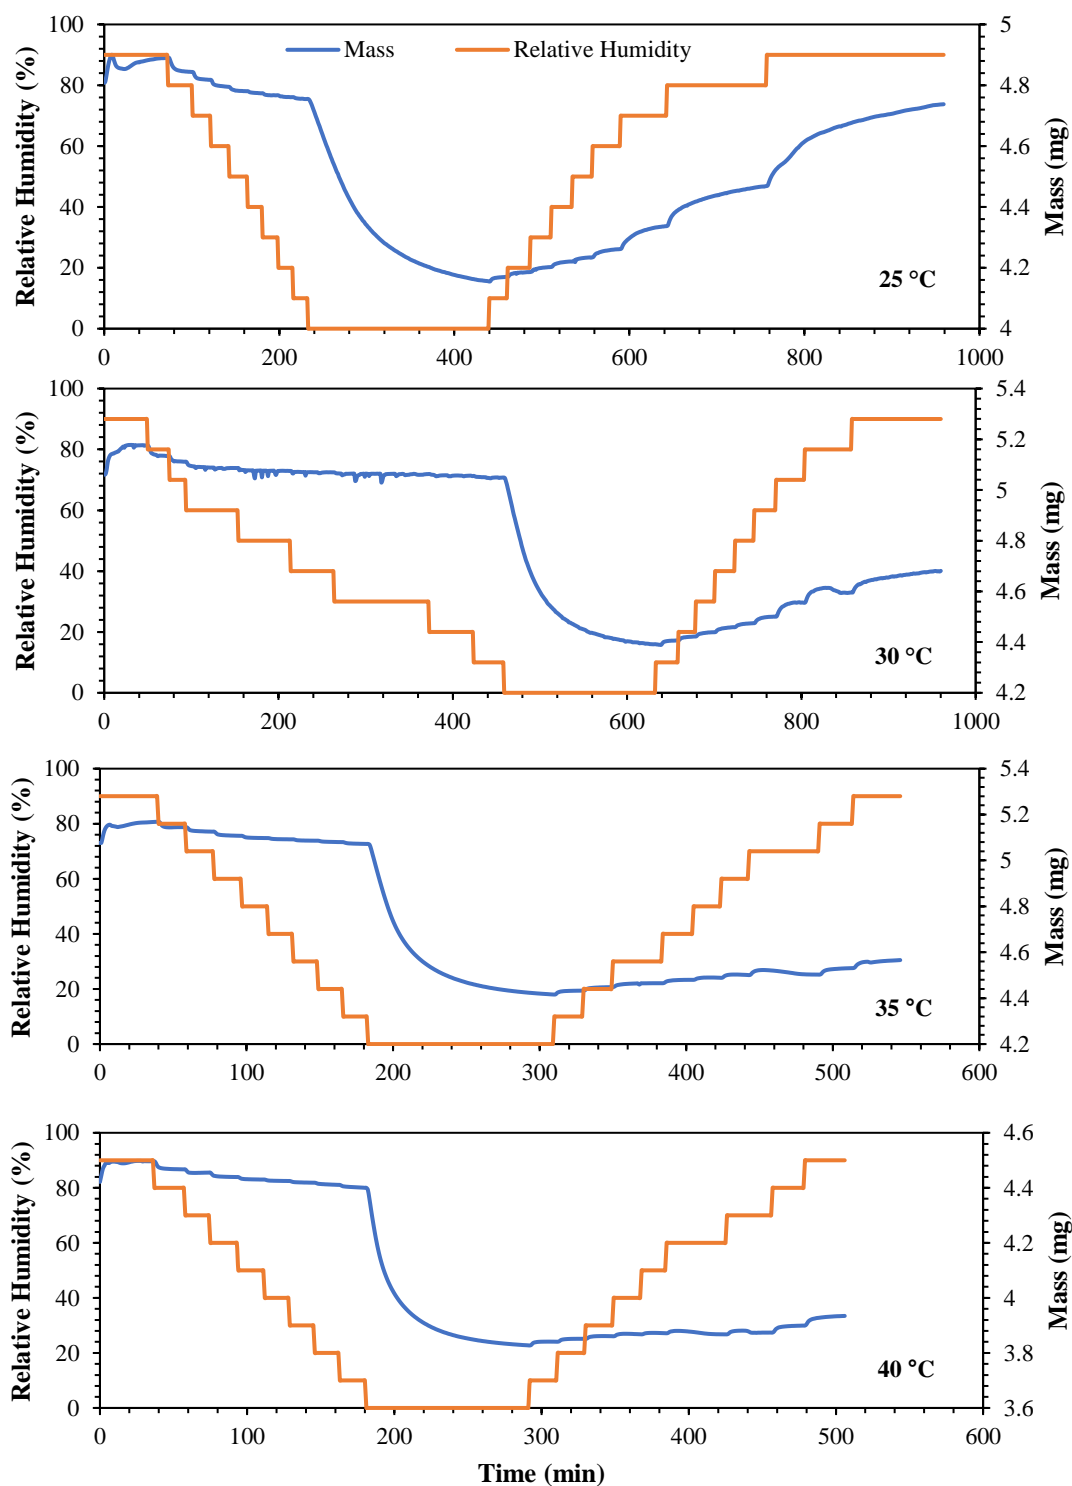 Mass Relative Humidity
Relative Humidity (%)
100
80
60
40
20
0
5
4.8
4.6
4.4
4.2
4
Mass (mg)
25 °C
0 200 400 600 800 1000
Relative Humidity (%)
100
80
60
40
20
0
5.4
5.2
5
4.8
4.6
4.4
4.2
Mass (mg)
30 °C
0 200 400 600 800 1000
Relative Humidity (%)
100
80
60
40
20
0
5.4
5.2
5
4.8
4.6
4.4
4.2
Mass (mg)
35 °C
0 100 200 300 400 500 600
Relative Humidity (%)
100
80
60
40
20
0
4.6
4.4
4.2
4
3.8
3.6
Mass (mg)
40 °C
0 100 200 300 400 500 600
Time (min)